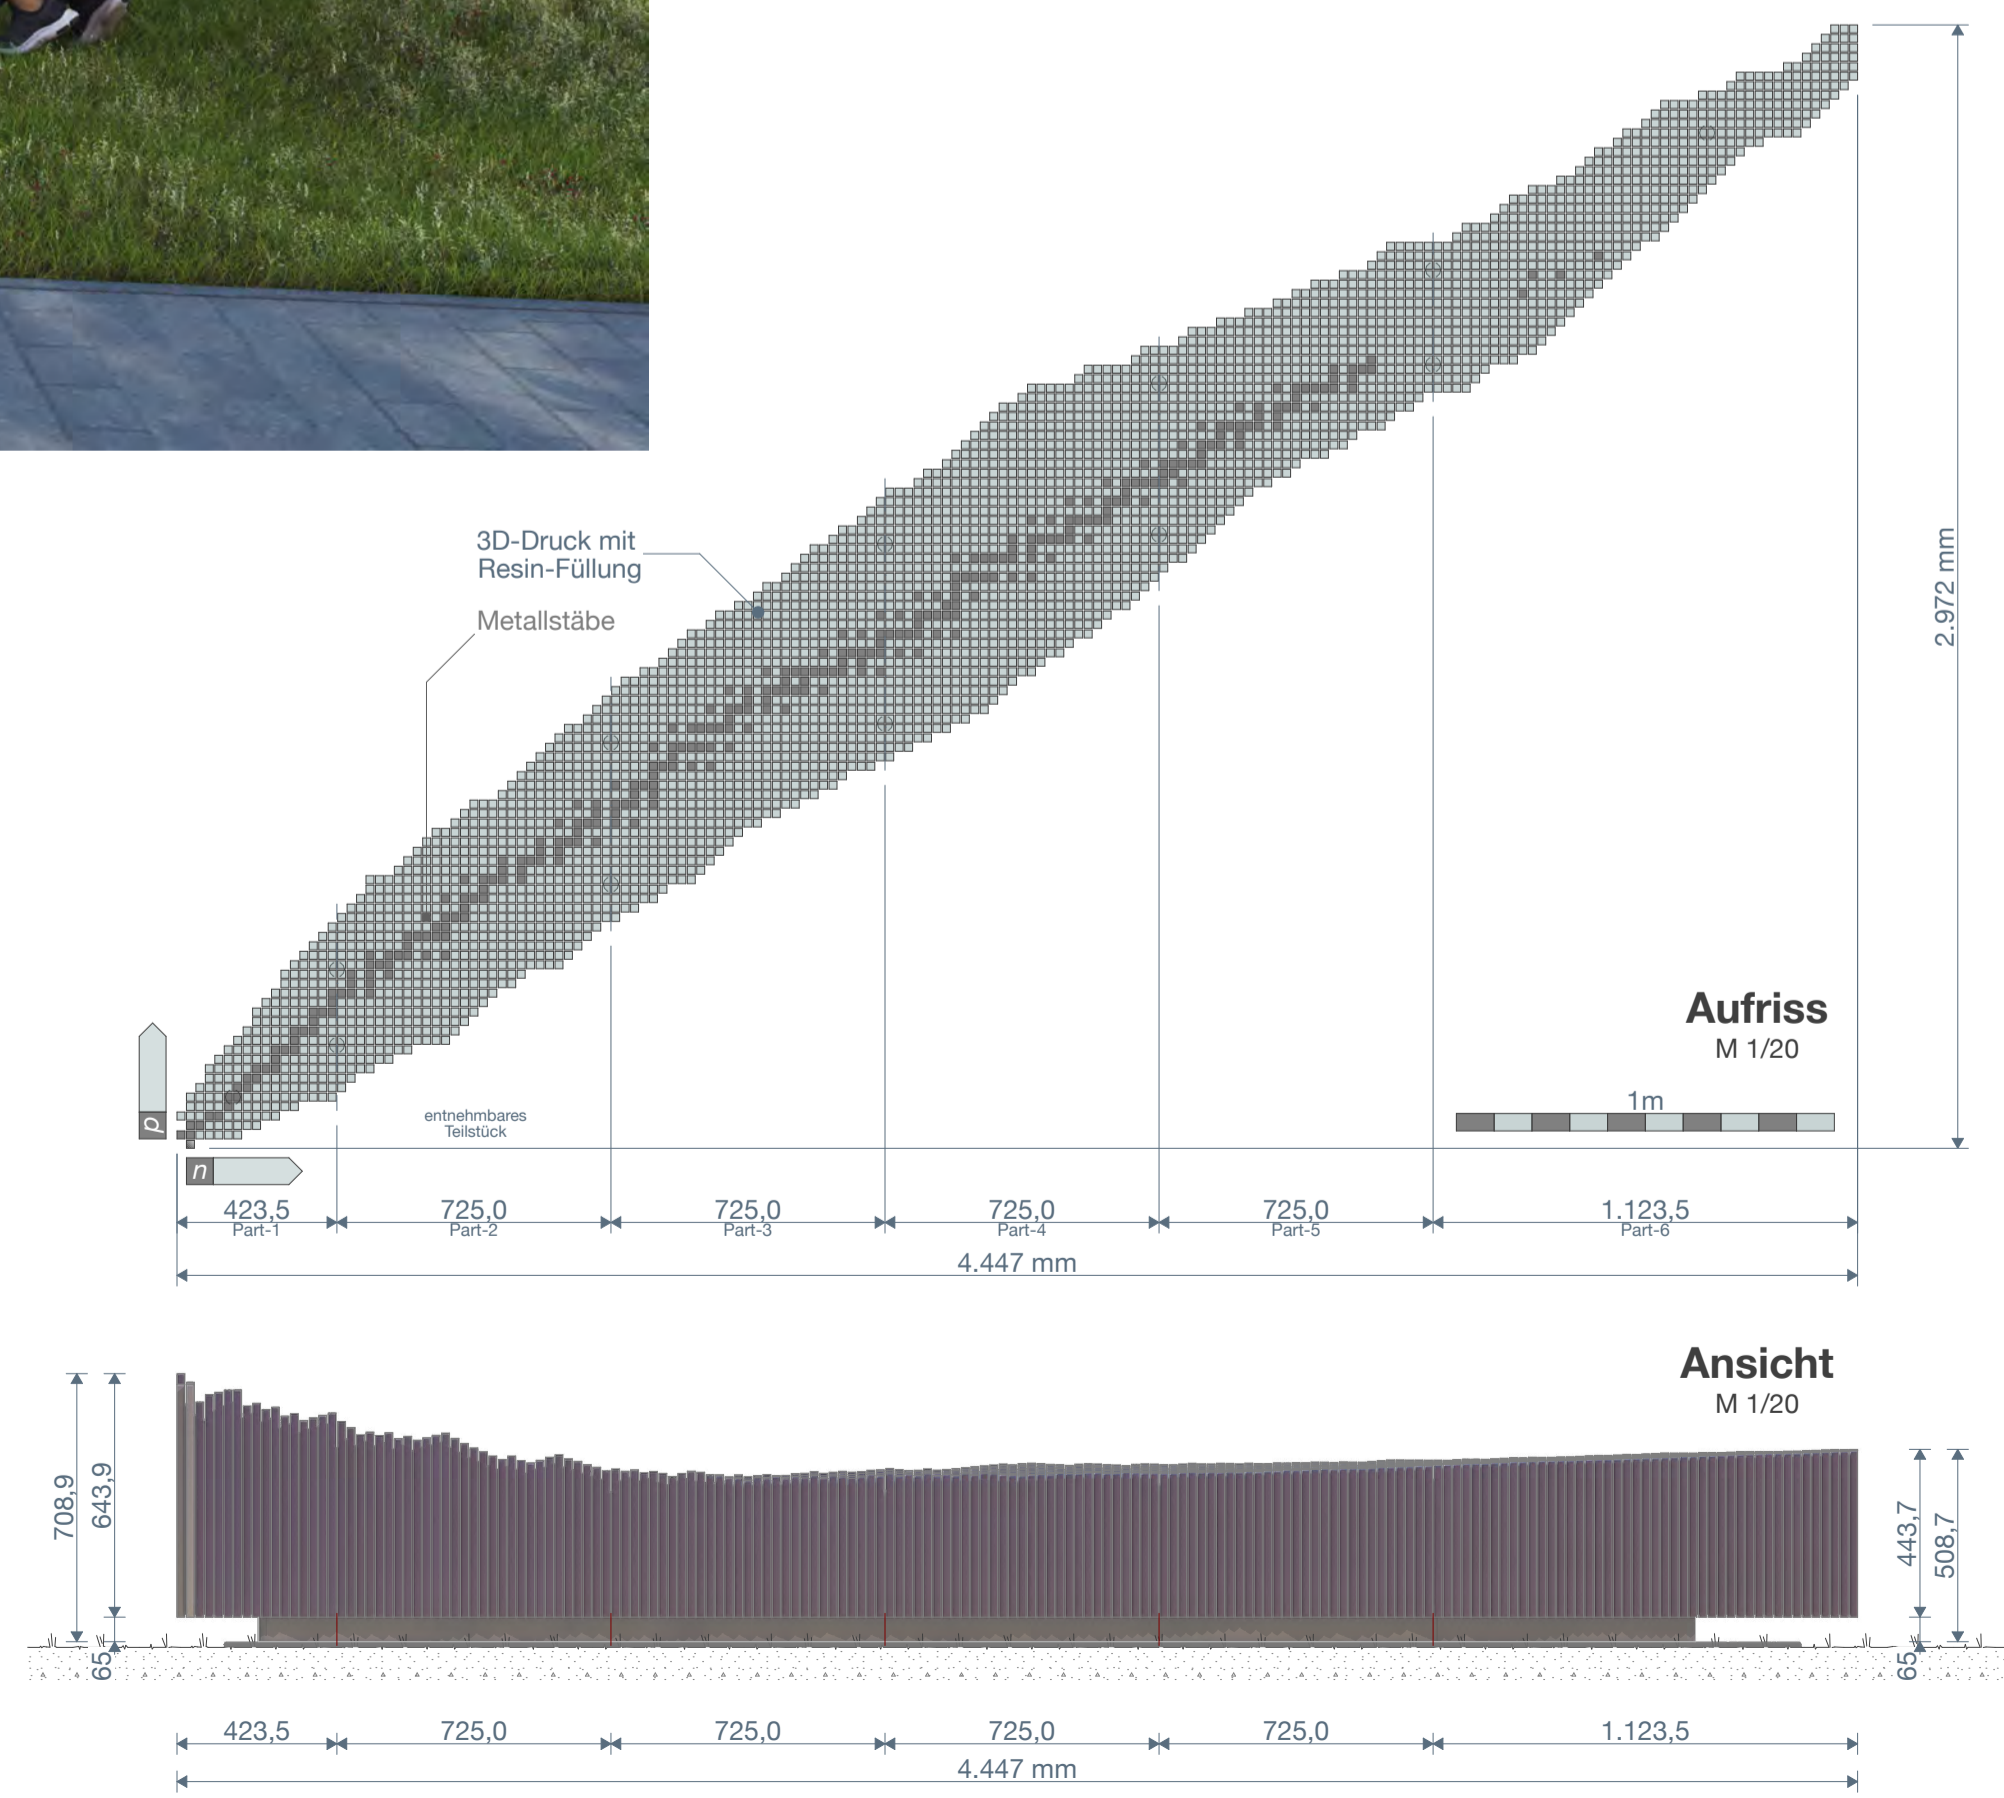 3D-Druck mit
Resin-Füllung
Metallstäbe
2.972 mm
Aufriss
M 1/20
1m
p
entnehmbares
Teilstück
n
423,5 725,0 725,0 725,0 725,0 1.123,5
Part-1 Part-2 Part-3 Part-4 Part-5 Part-6
4.447 mm
Ansicht
M 1/20
708,9
643,9
65
443,7
508,7
65
423,5 725,0 725,0 725,0 725,0 1.123,5
4.447 mm